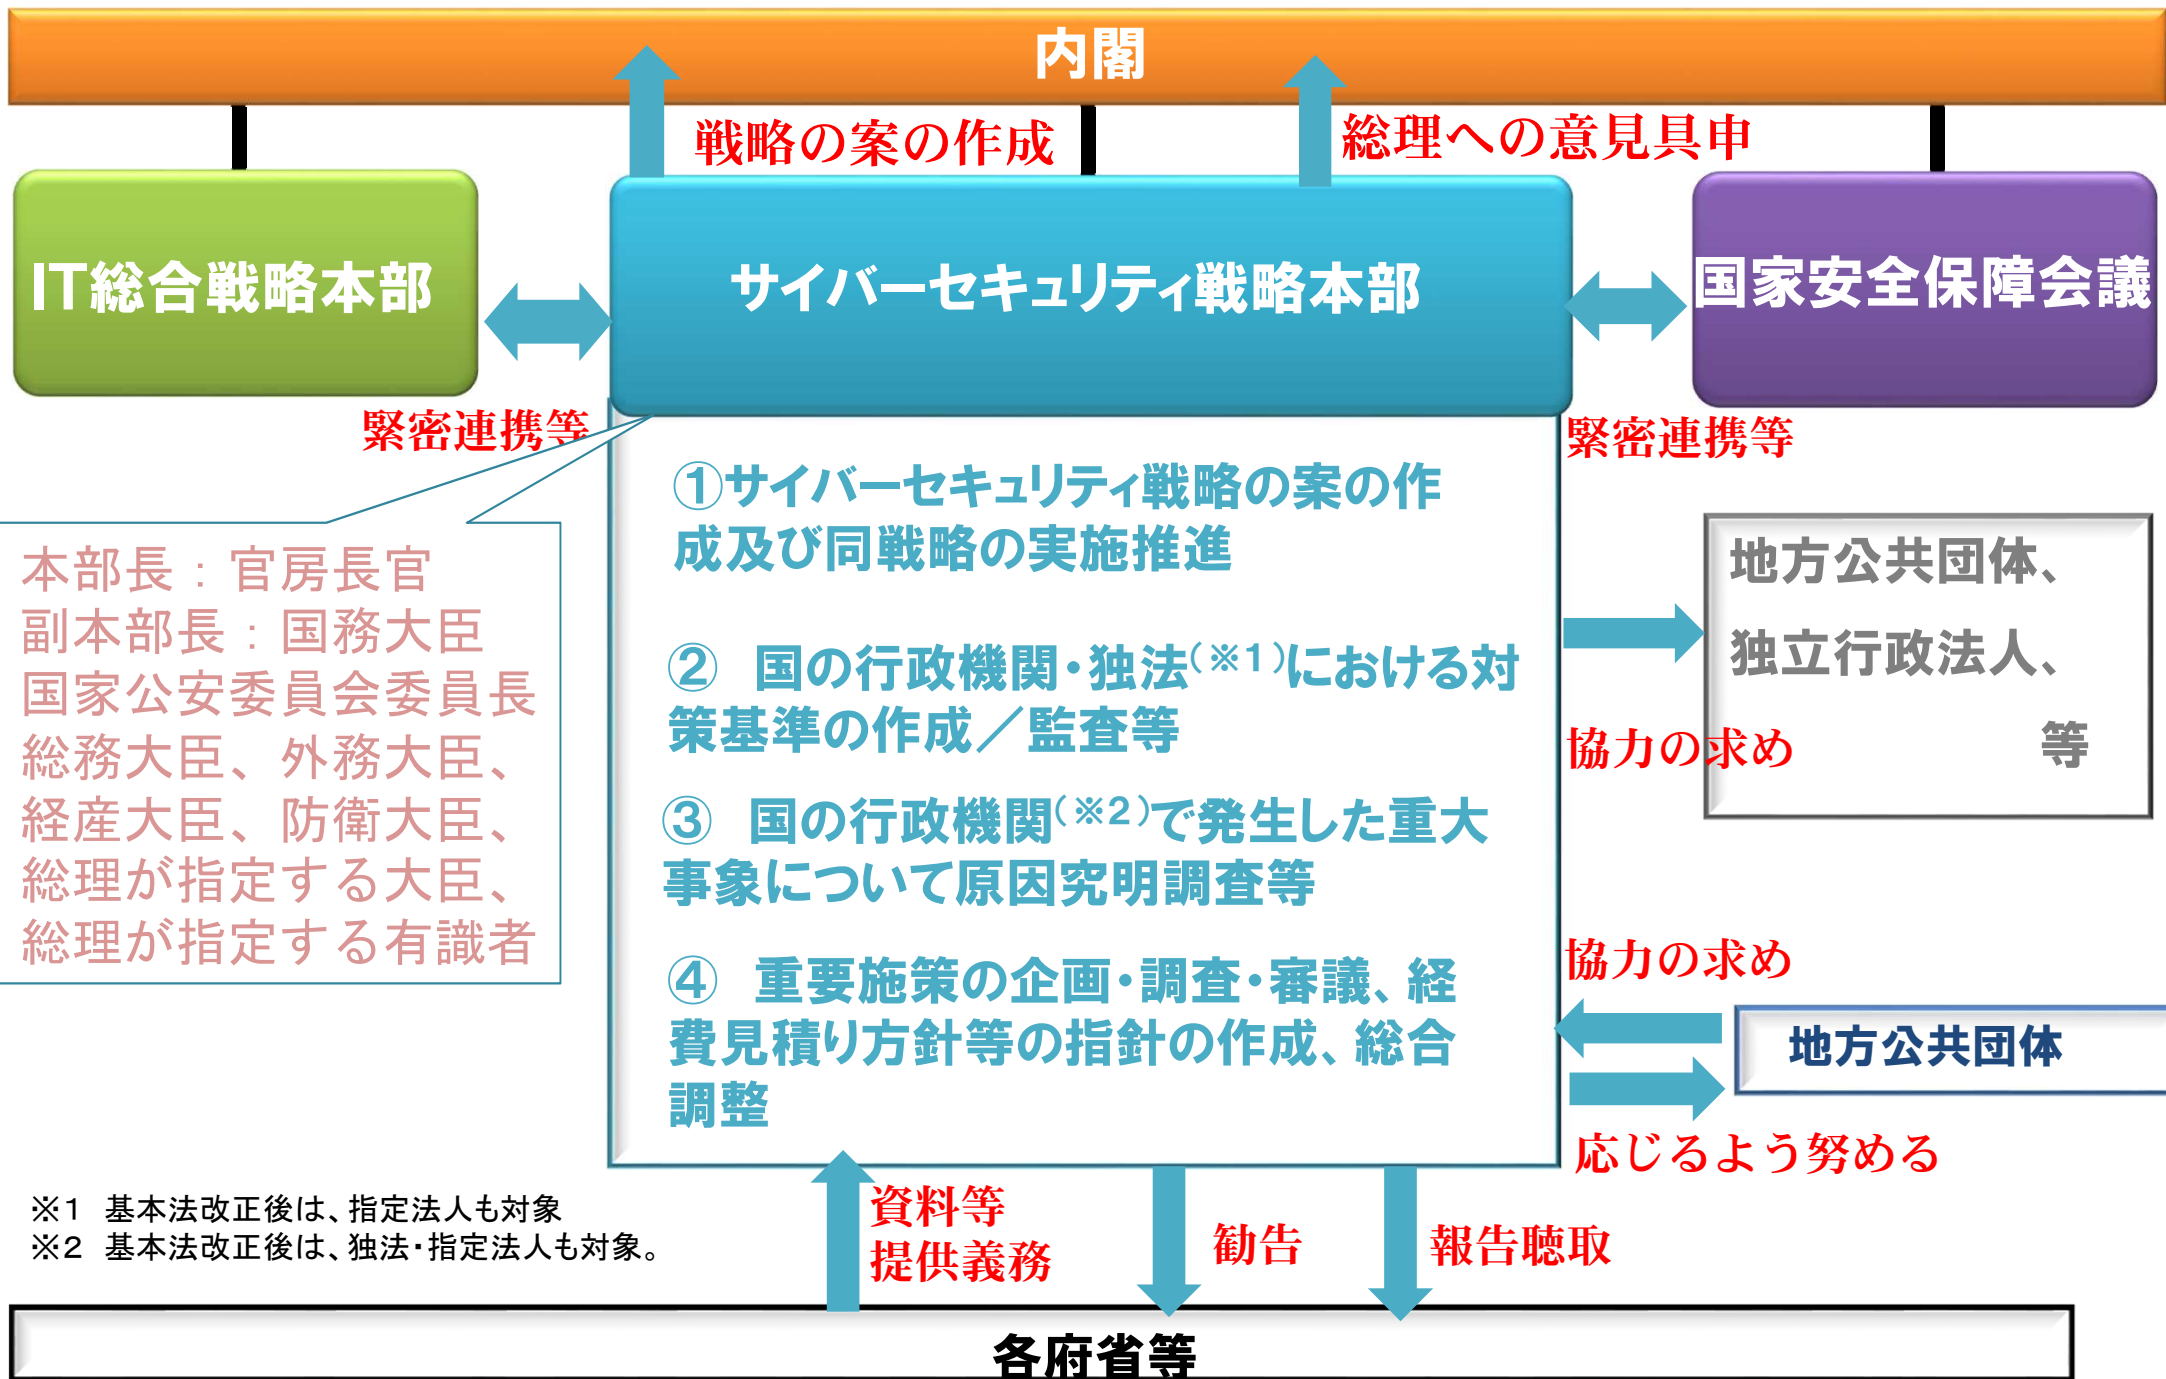 内閣
戦略の案の作成
総理への意見具申
IT総合戦略本部
サイバーセキュリティ戦略本部
国家安全保障会議
緊密連携等
緊密連携等
本部長：官房長官
副本部長：国務大臣
国家公安委員会委員長
総務大臣、外務大臣、
経産大臣、防衛大臣、
総理が指定する大臣、
総理が指定する有識者
①サイバーセキュリティ戦略の案の作
成及び同戦略の実施推進
②　国の行政機関・独法(※1)における対
策基準の作成／監査等
③　国の行政機関(※2)で発生した重大
事象について原因究明調査等
④　重要施策の企画・調査・審議、経
費見積り方針等の指針の作成、総合
調整
地方公共団体、
独立行政法人、
等
協力の求め
協力の求め
地方公共団体
応じるよう努める
資料等
提供義務
勧告
報告聴取
※1　基本法改正後は、指定法人も対象
※2　基本法改正後は、独法・指定法人も対象。
各府省等